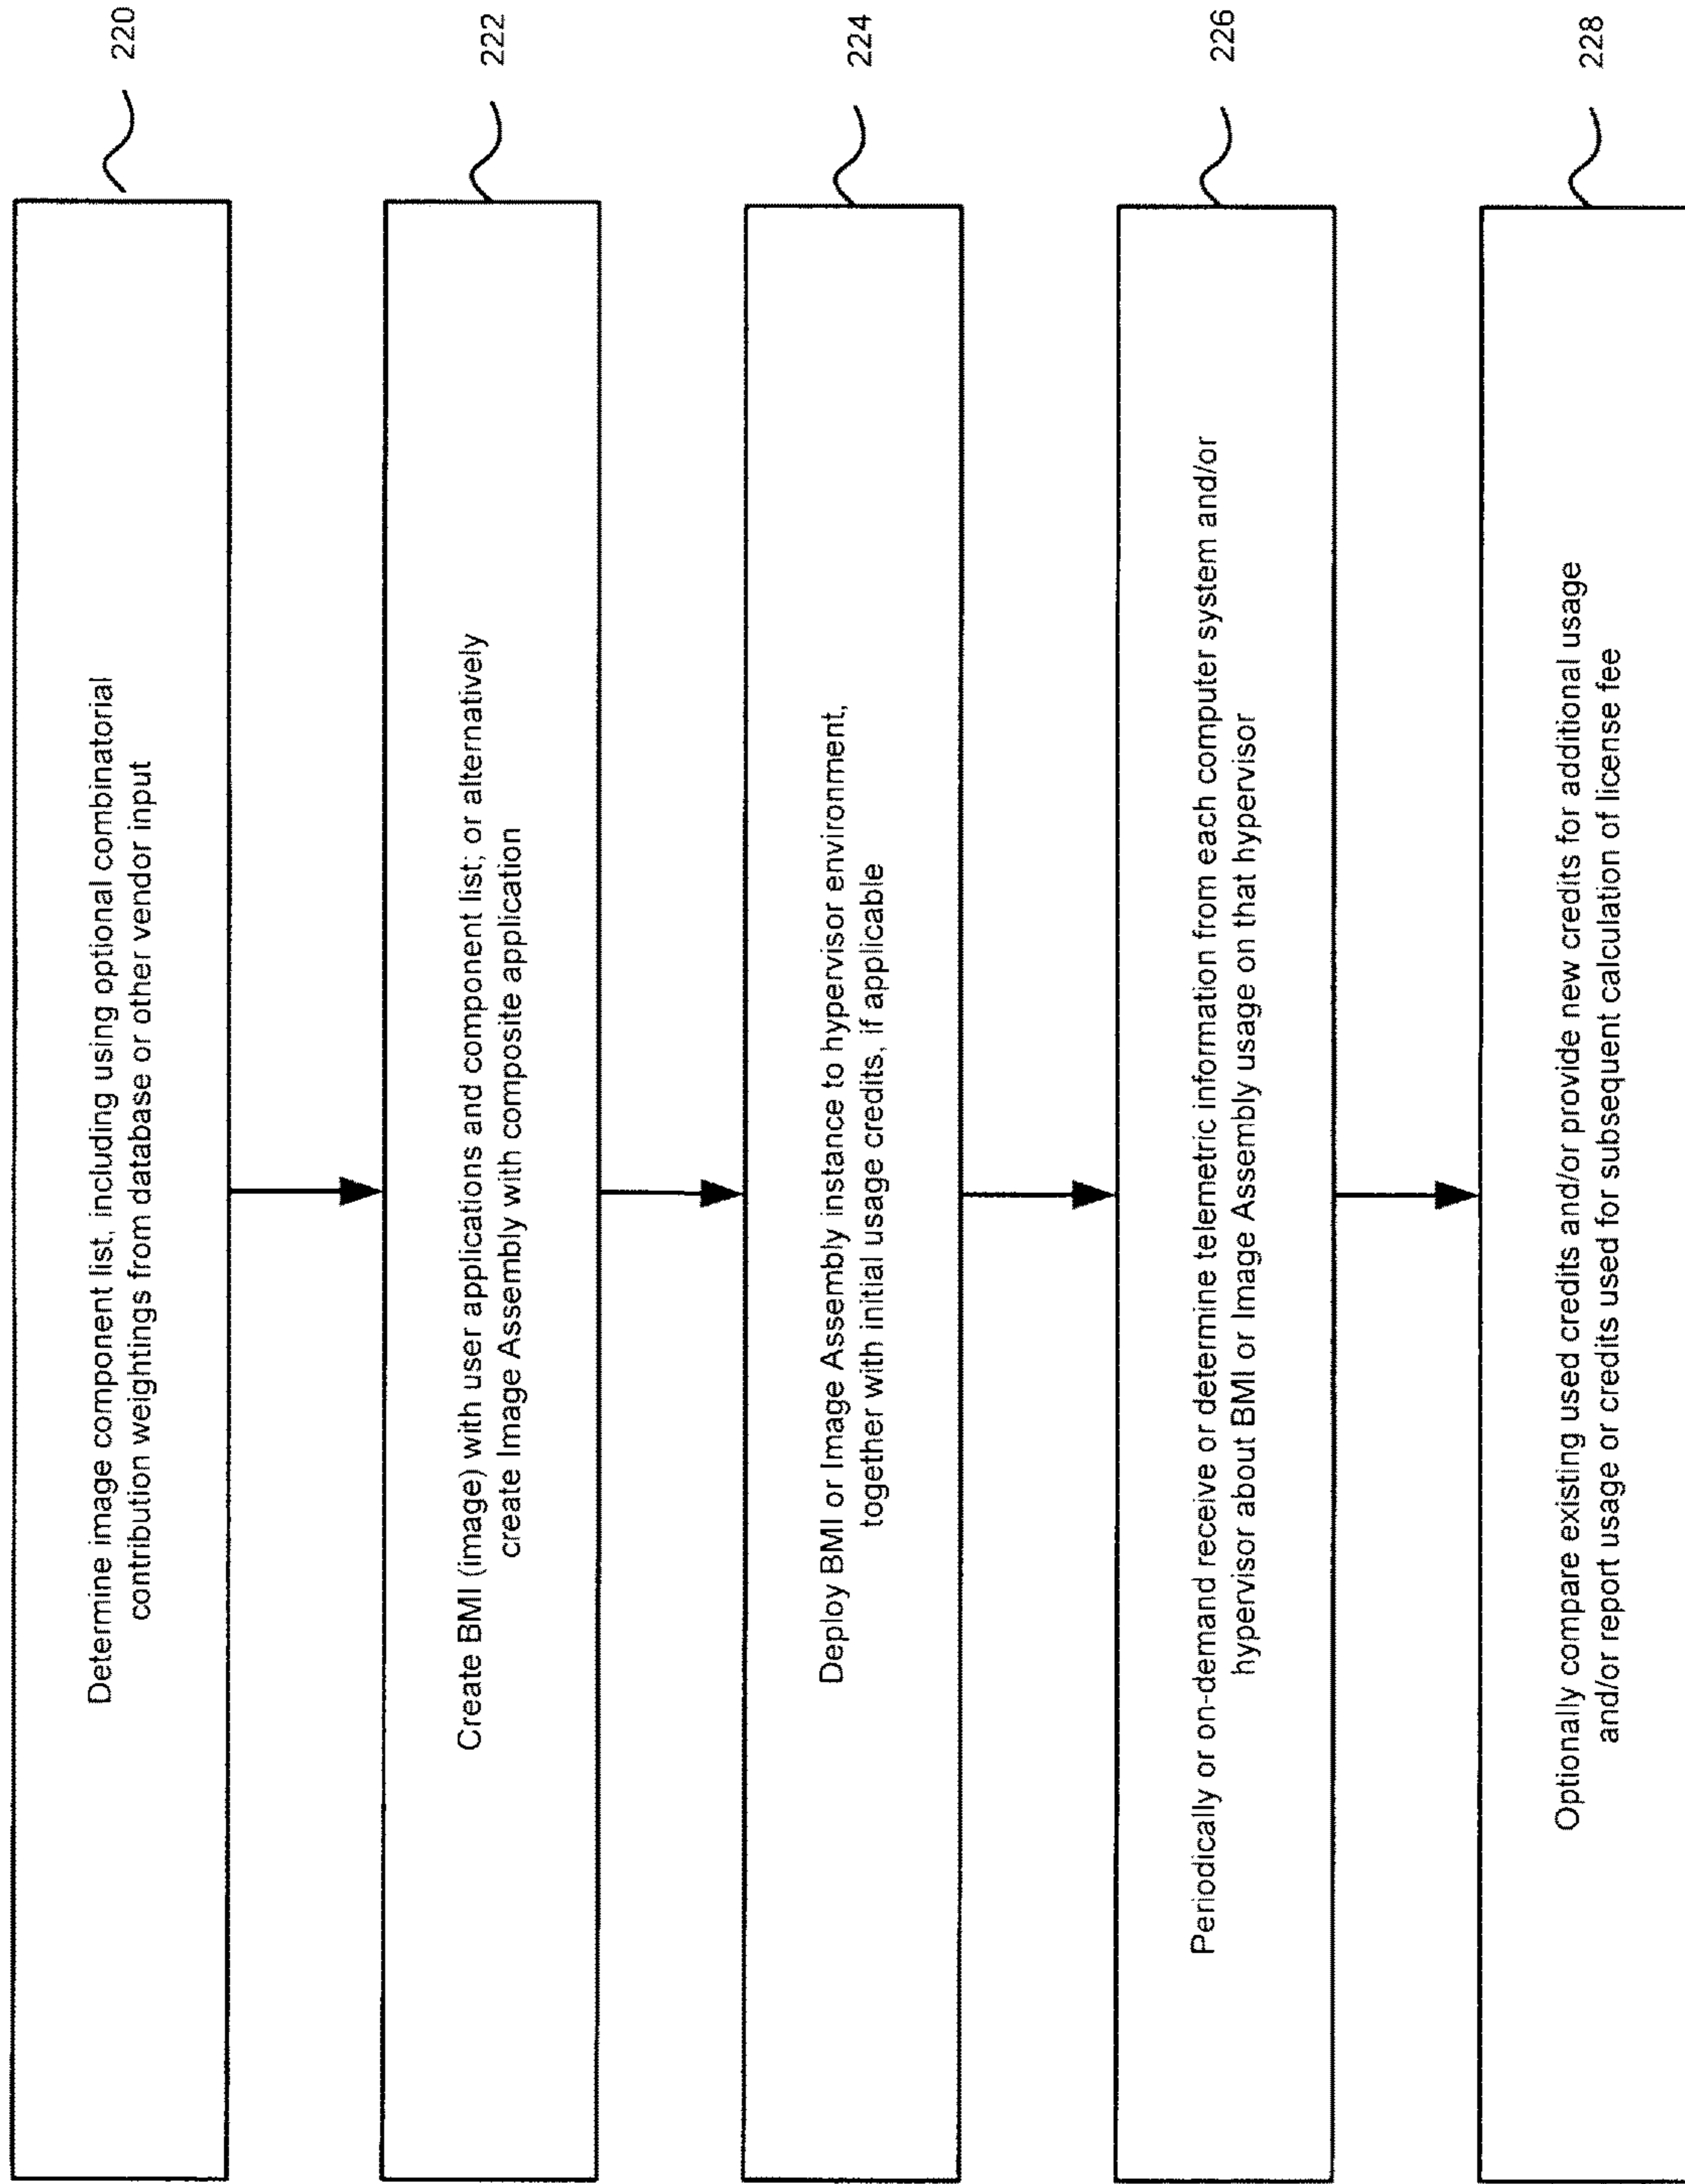 Determine image component list, including using optional combinatorial
contribution weightings from database or other vendor input
220
Create BMI (image) with user applications and component list; or alternatively
create Image Assembly with composite application
222
Deploy BMI or Image Assembly instance to hypervisor environment,
together with initial usage credits, if applicable
224
Periodically or on-demand receive or determine telemetric information from each computer system and/or
hypervisor about BMI or Image Assembly usage on that hypervisor
226
Optionally compare existing used credits and/or provide new credits for additional usage
and/or report usage or credits used for subsequent calculation of license fee
228